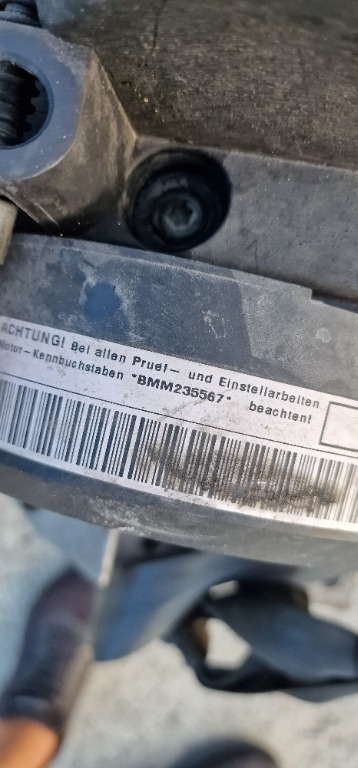 ACHTUNG! Bei allen Pruef- und Einstellarbeiten
Motor-Kennbuchstaben *BMM235567* beachten!